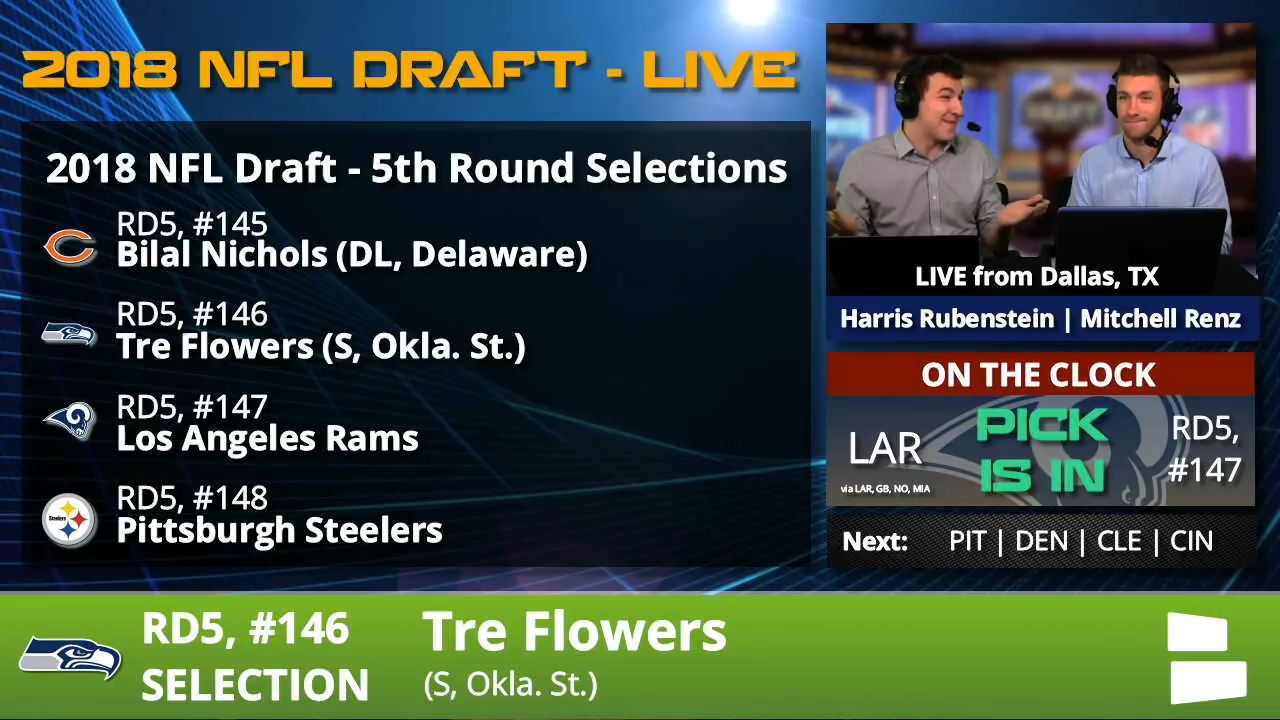 2018 NFL DRAFT - LIVE
2018 NFL Draft - 5th Round Selections
RD5, #145
Bilal Nichols (DL, Delaware)
RD5, #146
Tre Flowers (S, Okla. St.)
RD5, #147
Los Angeles Rams
RD5, #148
Steelers
Pittsburgh Steelers
DRAFT
LIVE from Dallas, TX
Harris Rubenstein | Mitchell Renz
ON THE CLOCK
LAR
via LAR, GB, NO, MIA
PICK
IS IN
RD5,
#147
Next: PIT | DEN | CLE | CIN
RD5, #146
SELECTION
Tre Flowers
(S, Okla. St.)